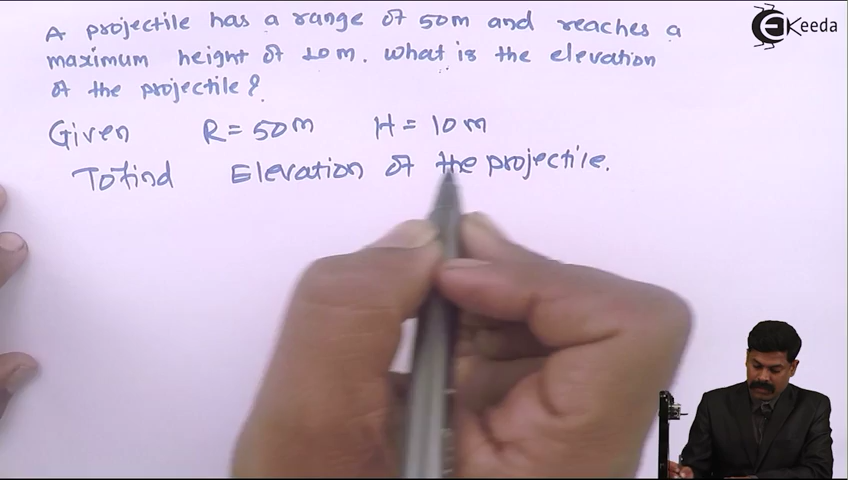 A projectile has a range of 50m and reaches a
maximum height of 10m. What is the elevation
of the projectile?
Given R = 50m H = 10m
To find Elevation of the projectile.
EKeeda